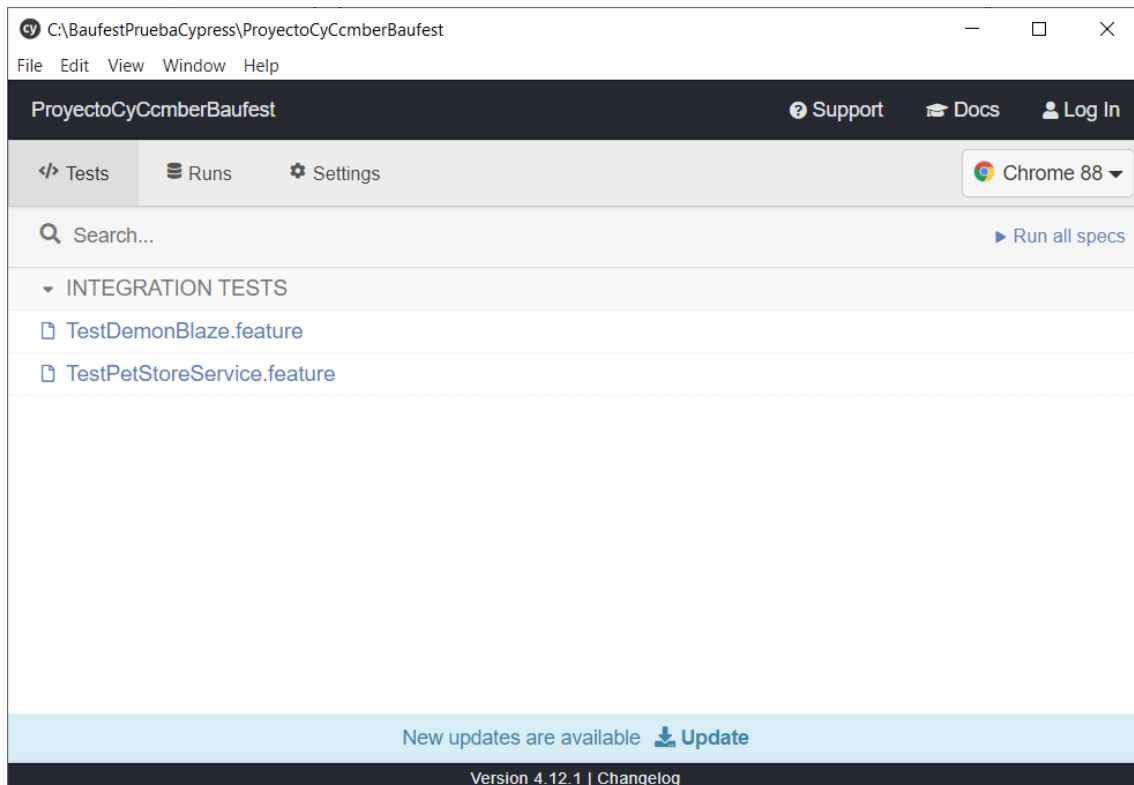 cy C:\BaufestPruebaCypress\ProyectoCyCcmberBaufest
File Edit View Window Help
ProyectoCyCcmberBaufest ? Support Docs Log In
</> Tests Runs Settings Chrome 88
Search... Run all specs
INTEGRATION TESTS
TestDemonBlaze.feature
TestPetStoreService.feature
New updates are available Update
Version 4.12.1 | Changelog